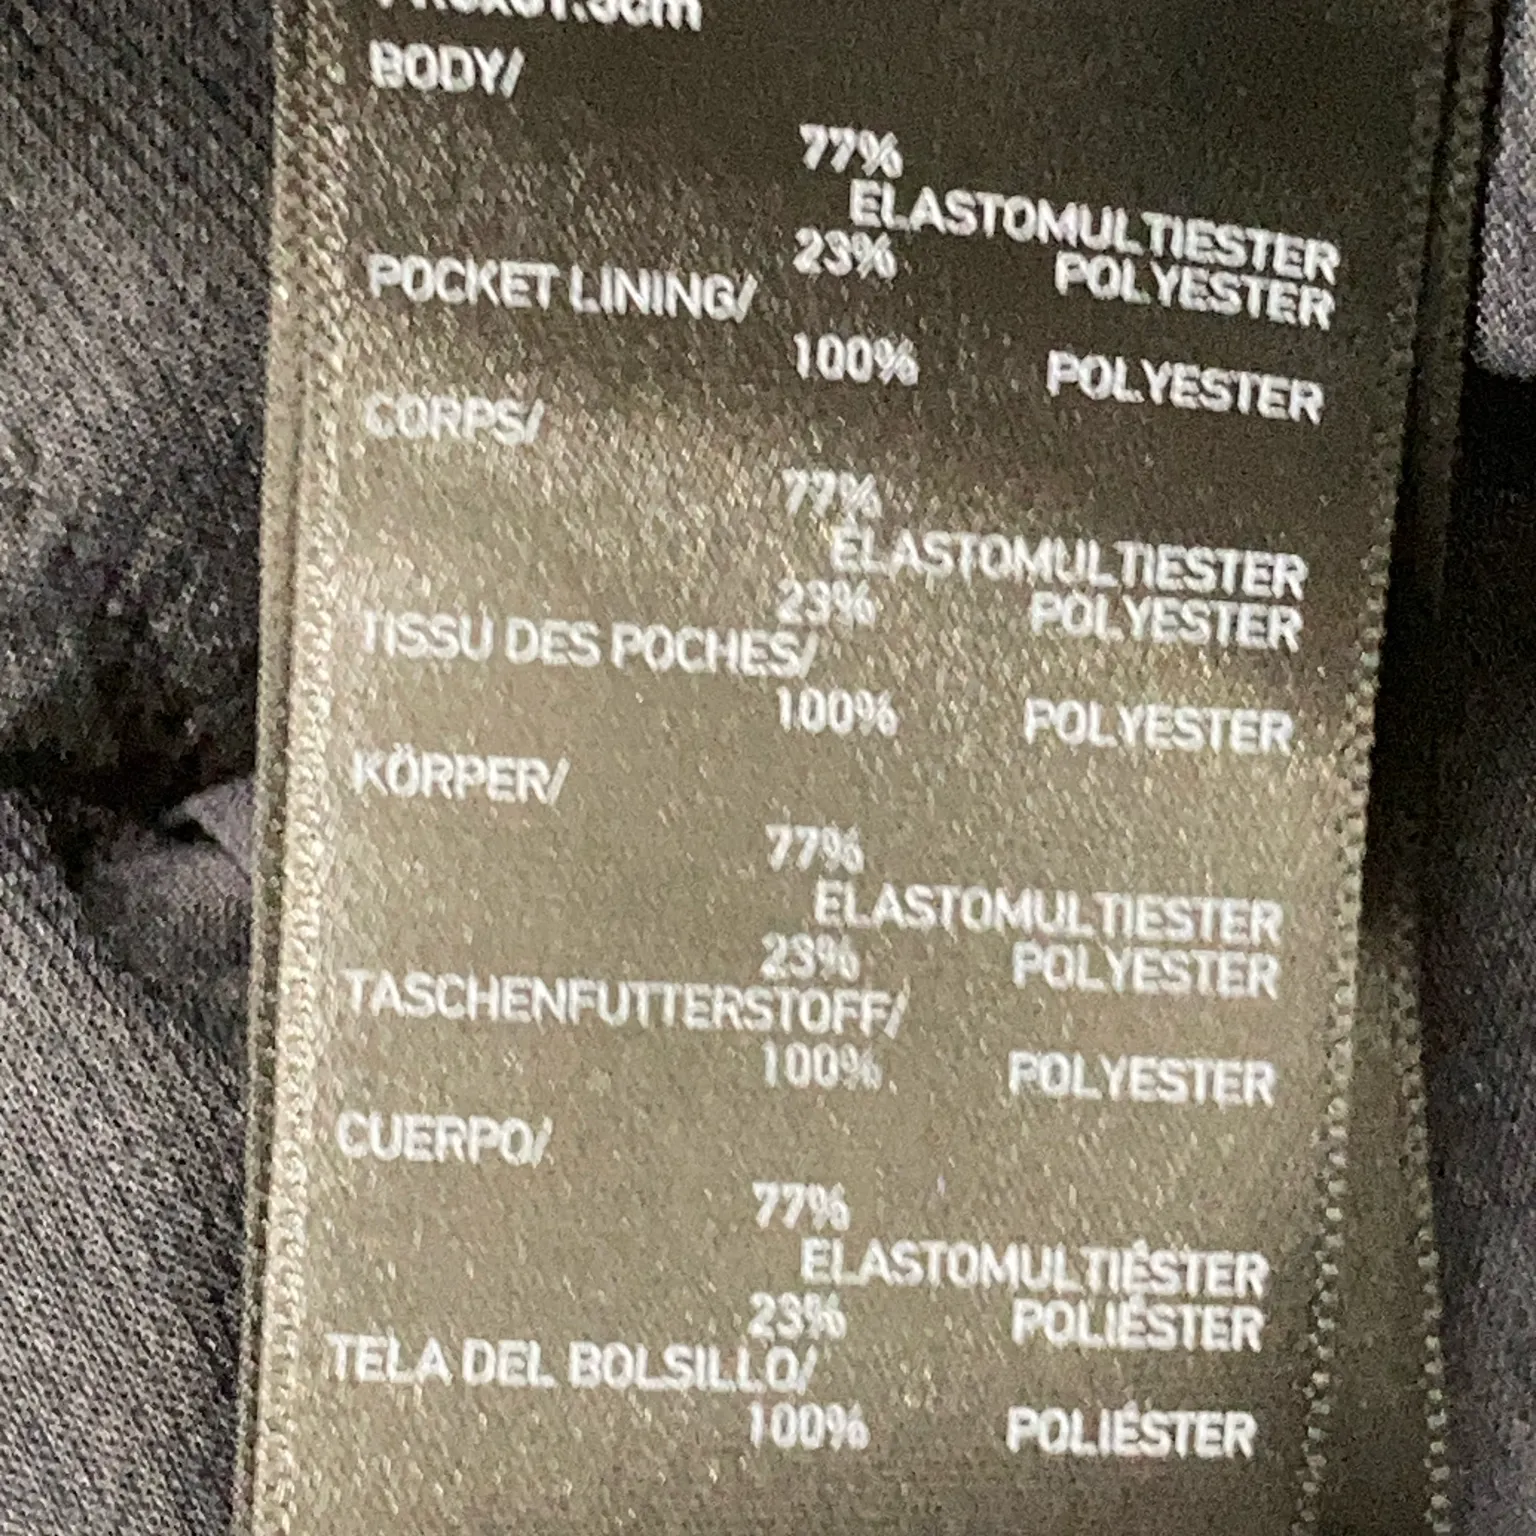 BODY/
77%
ELASTOMULTIESTER
23% POLYESTER
POCKET LINING/
100% POLYESTER
CORPS/
77%
ELASTOMULTIESTER
23% POLYESTER
TISSU DES POCHES/
100% POLYESTER
KÖRPER/
77%
ELASTOMULTIESTER
23% POLYESTER
TASCHENFUTTERSTOFF/
100% POLYESTER
CUERPO/
77%
ELASTOMULTIÉSTER
23% POLIÉSTER
TELA DEL BOLSILLO/
100% POLIÉSTER